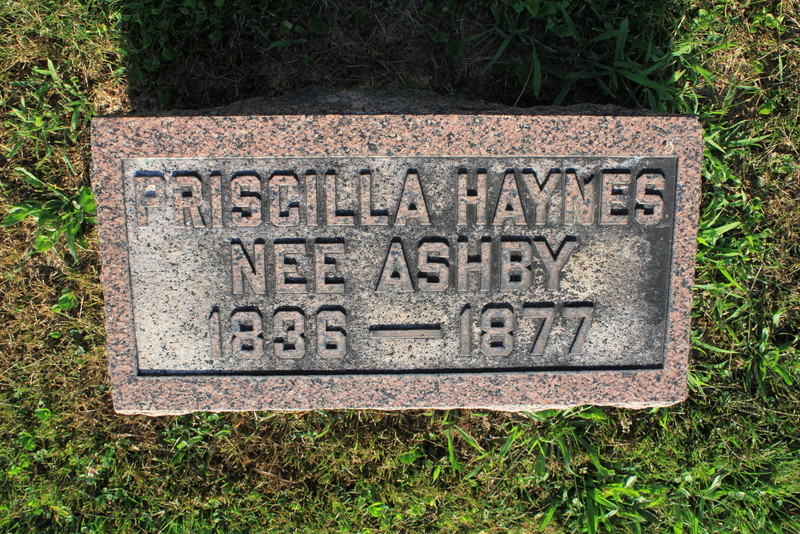 PRISCILLA HAYNES
NEE ASHBY
1836 — 1877